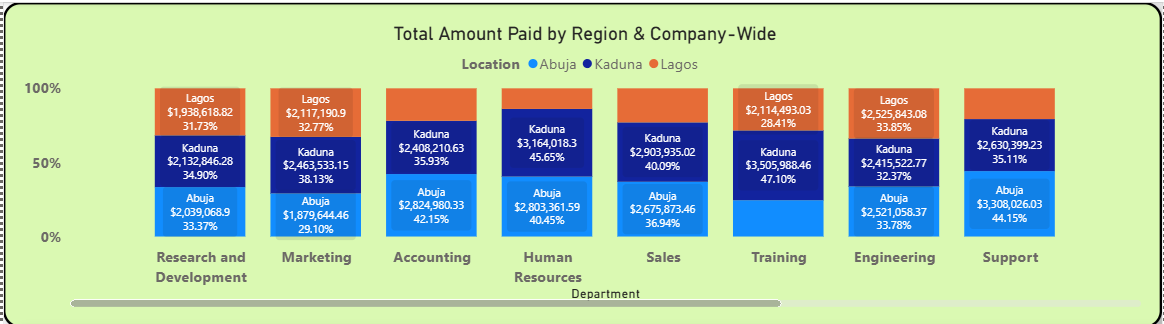 Total Amount Paid by Region & Company-Wide
Location Abuja Kaduna Lagos
100%
50%
0%
Lagos
$1,938,618.82
31.73%
Kaduna
$2,132,846.28
34.90%
Abuja
$2,039,068.9
33.37%
Lagos
$2,117,190.9
32.77%
Kaduna
$2,463,533.15
38.13%
Abuja
$1,879,644.46
29.10%
Kaduna
$2,408,210.63
35.93%
Abuja
$2,824,980.33
42.15%
Kaduna
$3,164,018.3
45.65%
Abuja
$2,803,361.59
40.45%
Kaduna
$2,903,935.02
40.09%
Abuja
$2,675,873.46
36.94%
Lagos
$2,114,493.03
28.41%
Kaduna
$3,505,988.46
47.10%
Lagos
$2,525,843.08
33.85%
Kaduna
$2,415,522.77
32.37%
Abuja
$2,521,058.37
33.78%
Kaduna
$2,630,399.23
35.11%
Abuja
$3,308,026.03
44.15%
Research and
Development
Marketing
Accounting
Human
Resources
Sales
Training
Engineering
Support
Department